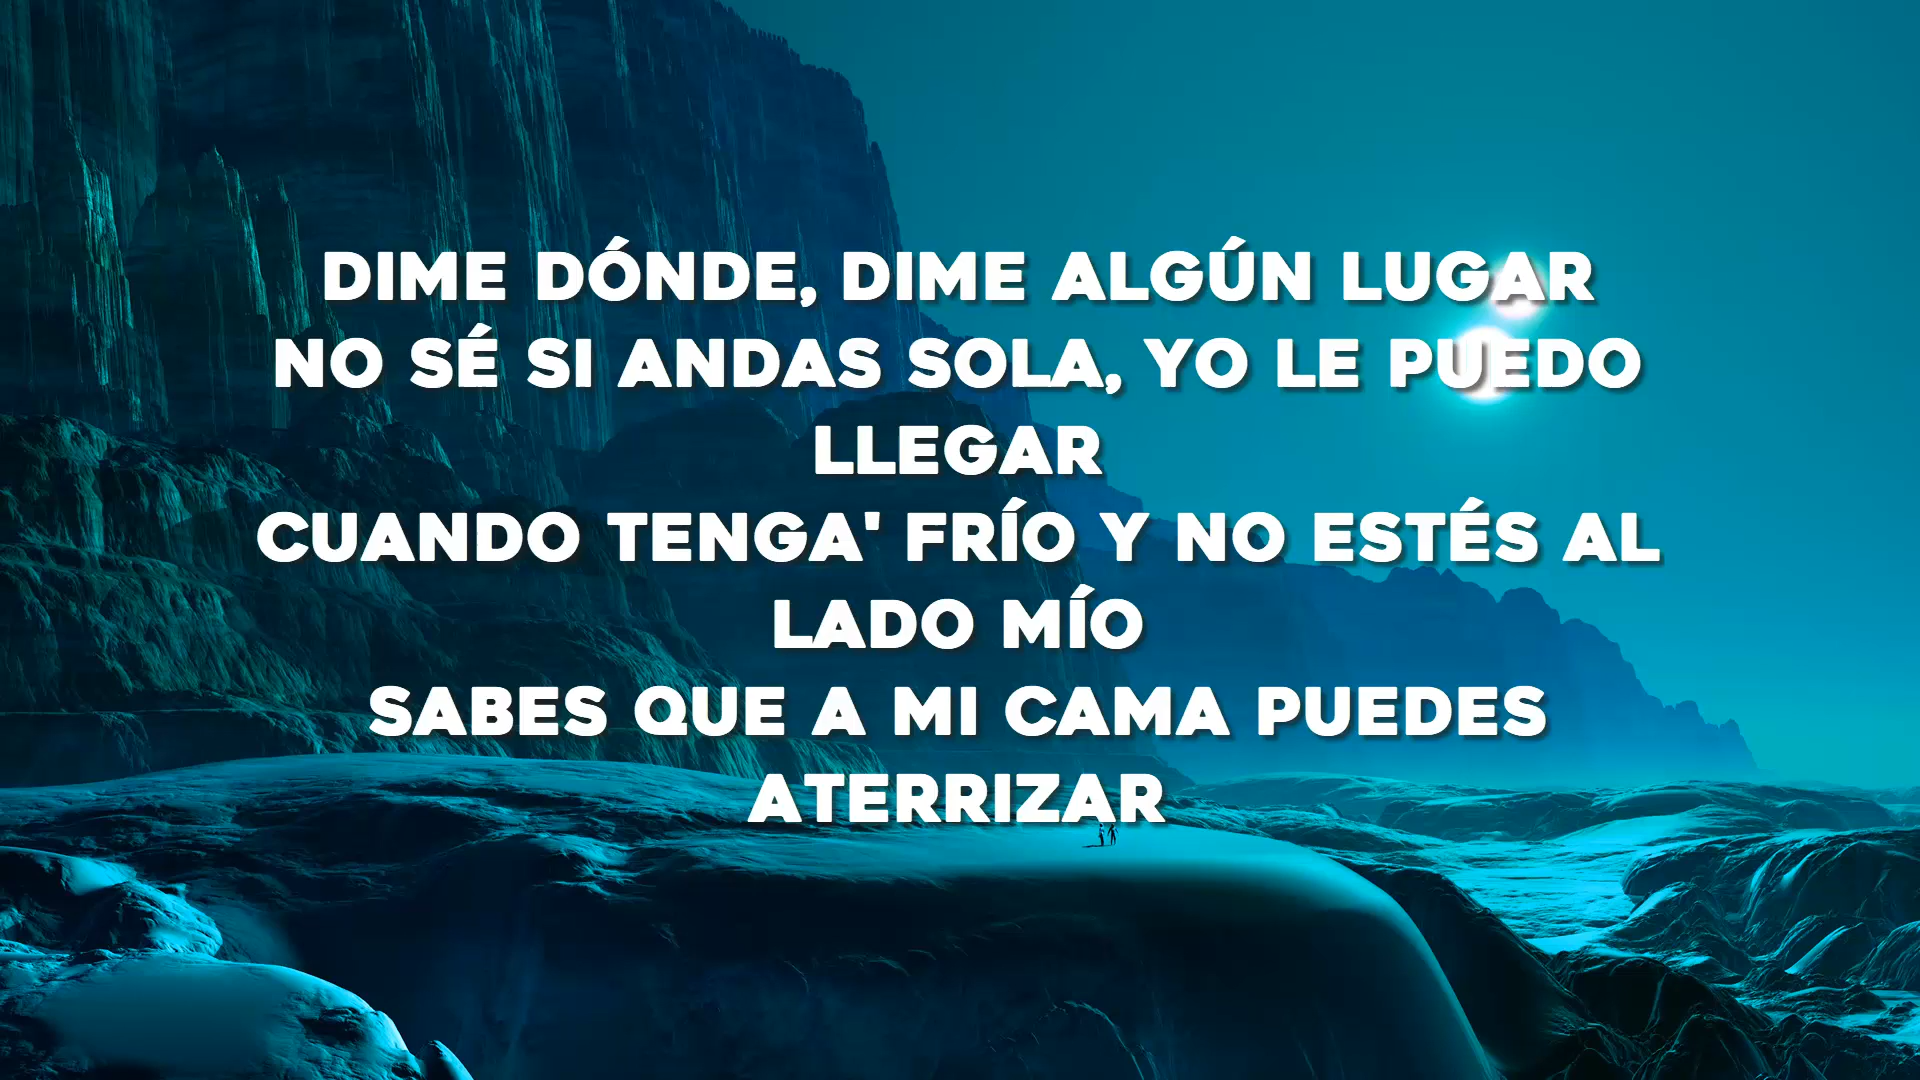 DIME DÓNDE, DIME ALGÚN LUGAR
NO SÉ SI ANDAS SOLA, YO LE PUEDO
LLEGAR
CUANDO TENGA' FRÍO Y NO ESTÉS AL
LADO MÍO
SABES QUE A MI CAMA PUEDES
ATERRIZAR